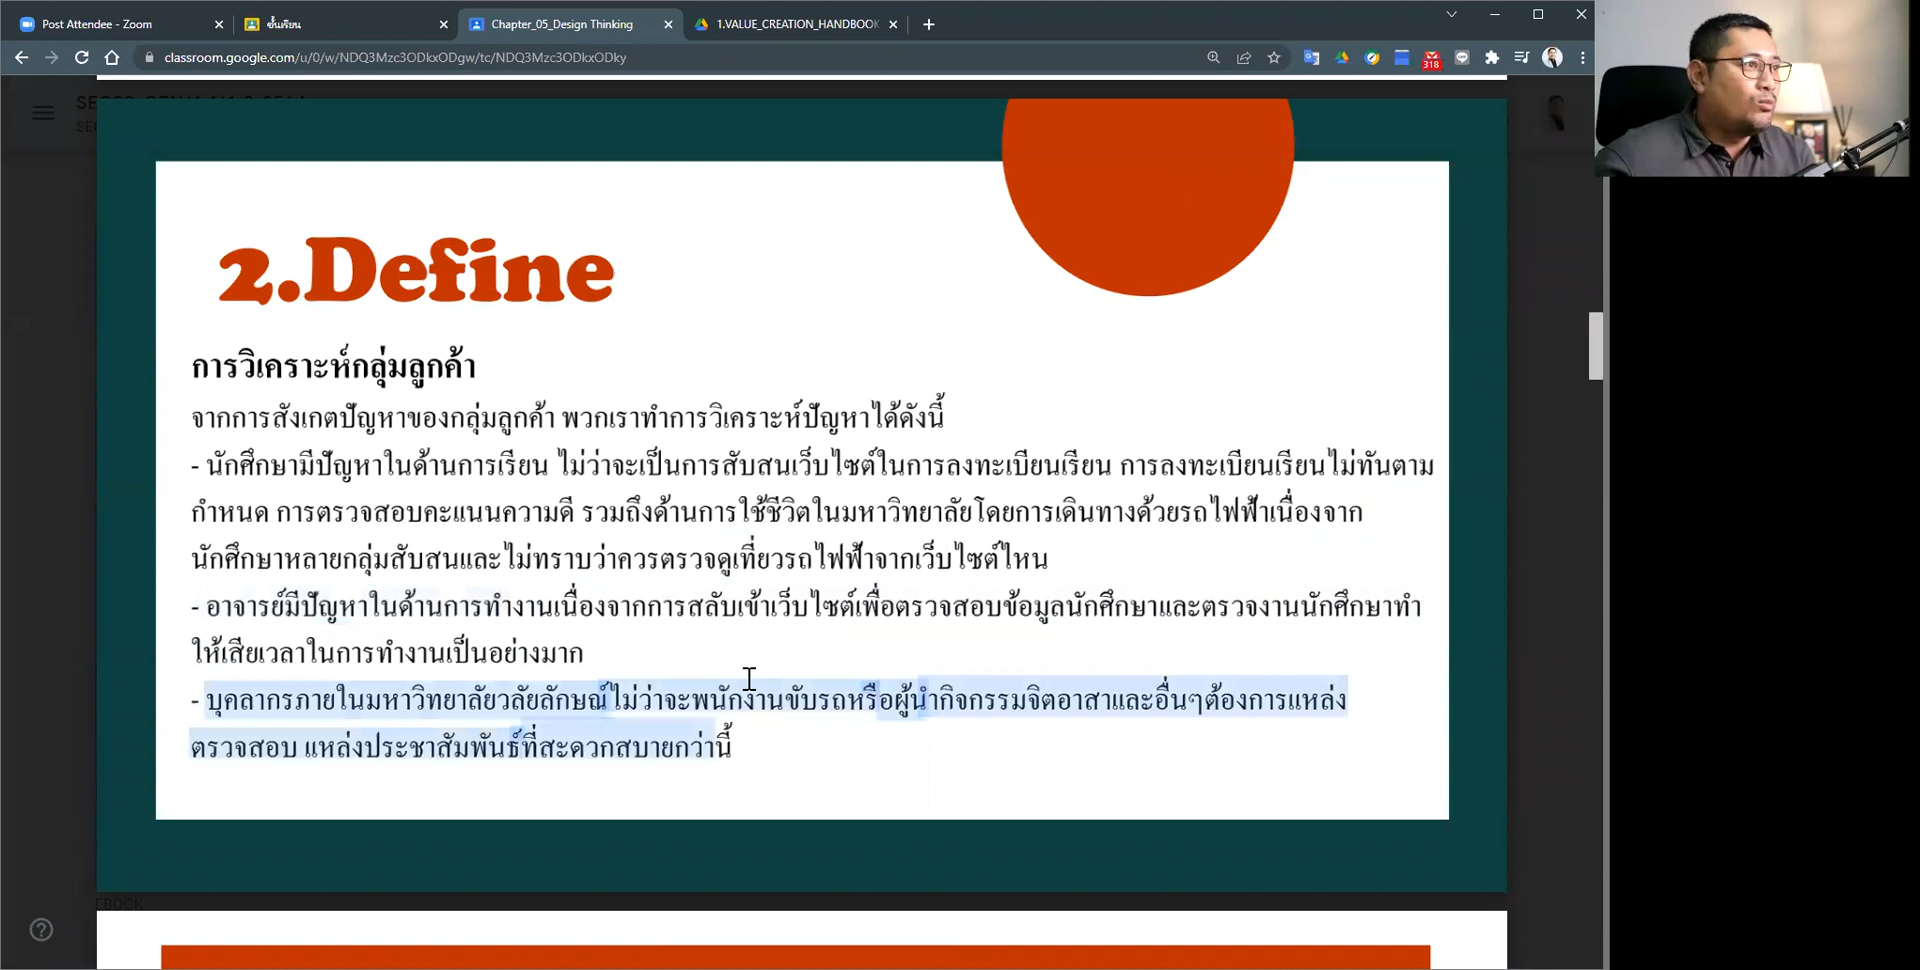 Post Attendee - Zoom
ชั้นเรียน
Chapter_05_Design Thinking
1.VALUE_CREATION_HANDBOOK
classroom.google.com/u/0/w/NDQ3Mzc3ODkxODgw/tc/NDQ3Mzc3ODkxODky
318
2.Define
การวิเคราะห์กลุ่มลูกค้า
จากการสังเกตปัญหาของกลุ่มลูกค้า พวกเราทำการวิเคราะห์ปัญหาได้ดังนี้
- นักศึกษามีปัญหาในด้านการเรียน ไม่ว่าจะเป็นการสับสนเว็บไซต์ในการลงทะเบียนเรียน การลงทะเบียนเรียนไม่ทันตาม
กำหนด การตรวจสอบคะแนนความดี รวมถึงด้านการใช้ชีวิตในมหาวิทยาลัยโดยการเดินทางด้วยรถไฟฟ้าเนื่องจาก
นักศึกษาหลายกลุ่มสับสนและไม่ทราบว่าควรตรวจดูเที่ยวรถไฟฟ้าจากเว็บไซต์ไหน
- อาจารย์มีปัญหาในด้านการทำงานเนื่องจากการสลับเข้าเว็บไซต์เพื่อตรวจสอบข้อมูลนักศึกษาและตรวจงานนักศึกษาทำ
ให้เสียเวลาในการทำงานเป็นอย่างมาก
- บุคลากรภายในมหาวิทยาลัยวลัยลักษณ์ไม่ว่าจะพนักงานขับรถหรือผู้นำกิจกรรมจิตอาสาและอื่นๆต้องการแหล่ง
ตรวจสอบ แหล่งประชาสัมพันธ์ที่สะดวกสบายกว่านี้